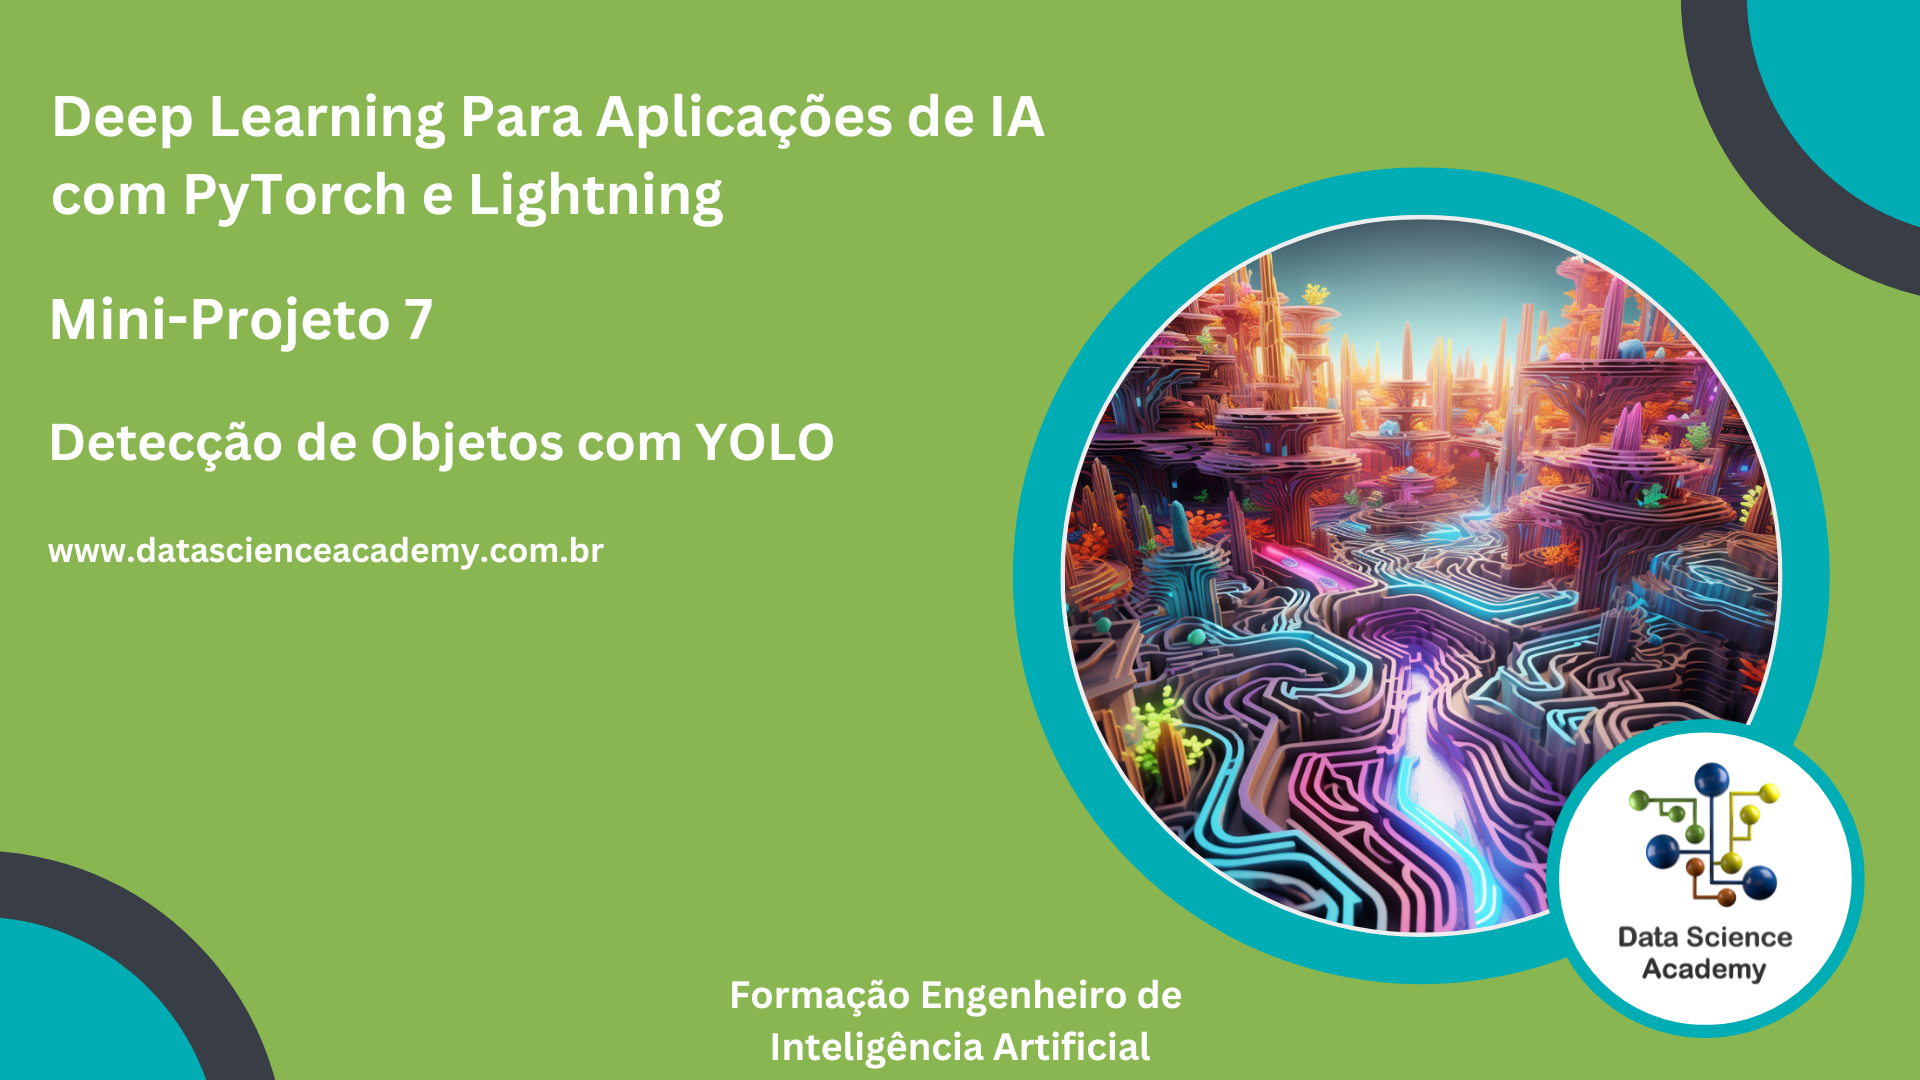 Deep Learning Para Aplicações de IA
com PyTorch e Lightning
Mini-Projeto 7
Detecção de Objetos com YOLO
www.datascienceacademy.com.br
Data Science
Academy
Formação Engenheiro de
Inteligência Artificial